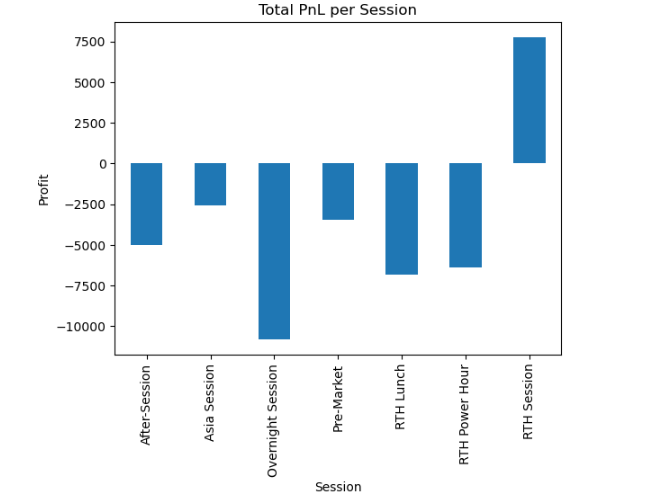 Total PnL per Session
7500
5000
2500
0
−2500
−5000
−7500
−10000
Profit
After-Session
Asia Session
Overnight Session
Pre-Market
RTH Lunch
RTH Power Hour
RTH Session
Session